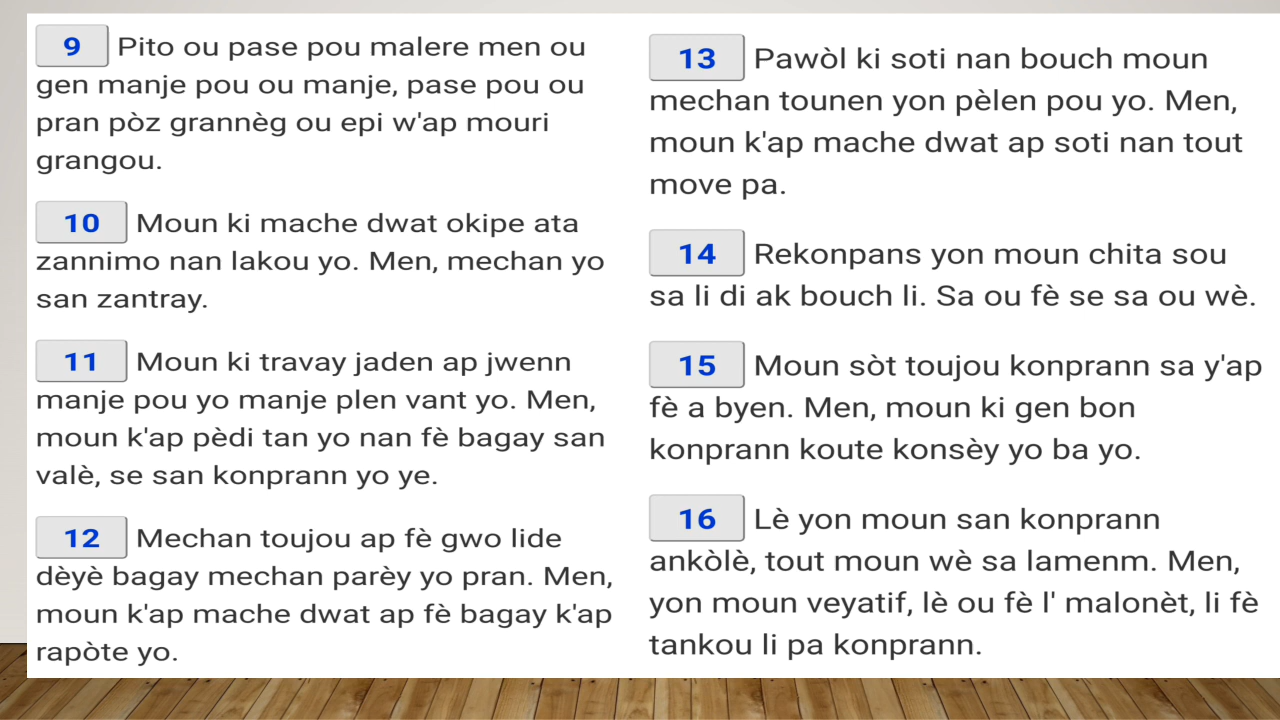 9 Pito ou pase pou malere men ou
gen manje pou ou manje, pase pou ou
pran pòz grannèg ou epi w'ap mouri
grangou.
10 Moun ki mache dwat okipe ata
zannimo nan lakou yo. Men, mechan yo
san zantray.
11 Moun ki travay jaden ap jwenn
manje pou yo manje plen vant yo. Men,
moun k'ap pèdi tan yo nan fè bagay san
valè, se san konprann yo ye.
12 Mechan toujou ap fè gwo lide
dèyè bagay mechan parèy yo pran. Men,
moun k'ap mache dwat ap fè bagay k'ap
rapòte yo.
13 Pawòl ki soti nan bouch moun
mechan tounen yon pèlen pou yo. Men,
moun k'ap mache dwat ap soti nan tout
move pa.
14 Rekonpans yon moun chita sou
sa li di ak bouch li. Sa ou fè se sa ou wè.
15 Moun sòt toujou konprann sa y'ap
fè a byen. Men, moun ki gen bon
konprann koute konsèy yo ba yo.
16 Lè yon moun san konprann
ankòlè, tout moun wè sa lamenm. Men,
yon moun veyatif, lè ou fè l' malonèt, li fè
tankou li pa konprann.